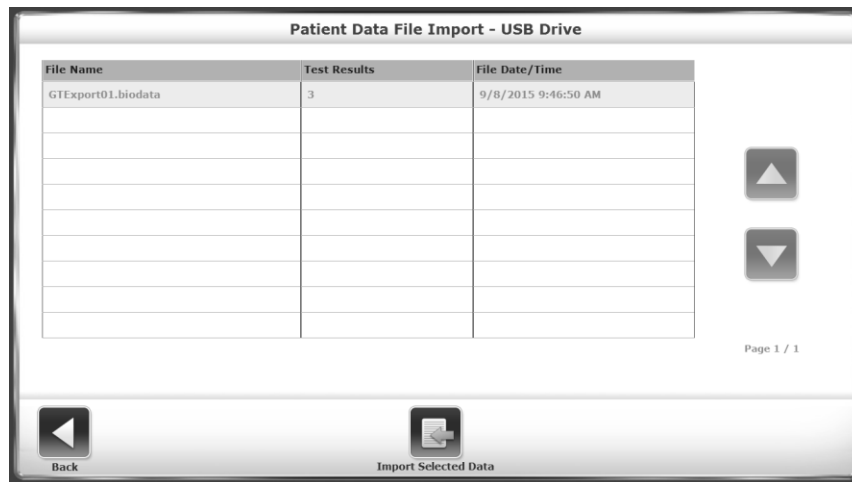 Patient Data File Import - USB Drive
File Name Test Results File Date/Time
GTExport01.biodata 3 9/8/2015 9:46:50 AM
Page 1 / 1
Back Import Selected Data